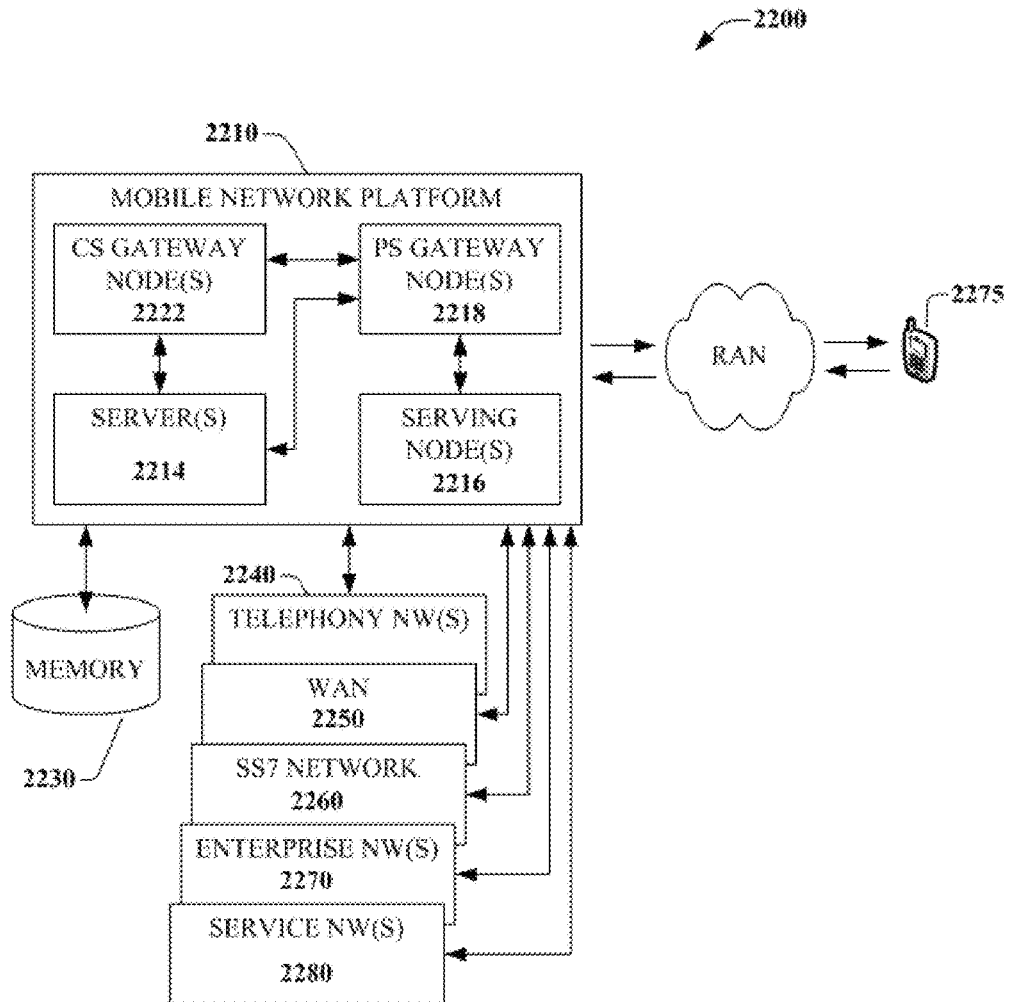 2200
2210
MOBILE NETWORK PLATFORM
CS GATEWAY
NODE(S)
2222
PS GATEWAY
NODE(S)
2218
SERVER(S)
2214
SERVING
NODE(S)
2216
RAN
2275
2240
TELEPHONY NW(S)
MEMORY
2230
WAN
2250
SS7 NETWORK
2260
ENTERPRISE NW(S)
2270
SERVICE NW(S)
2280